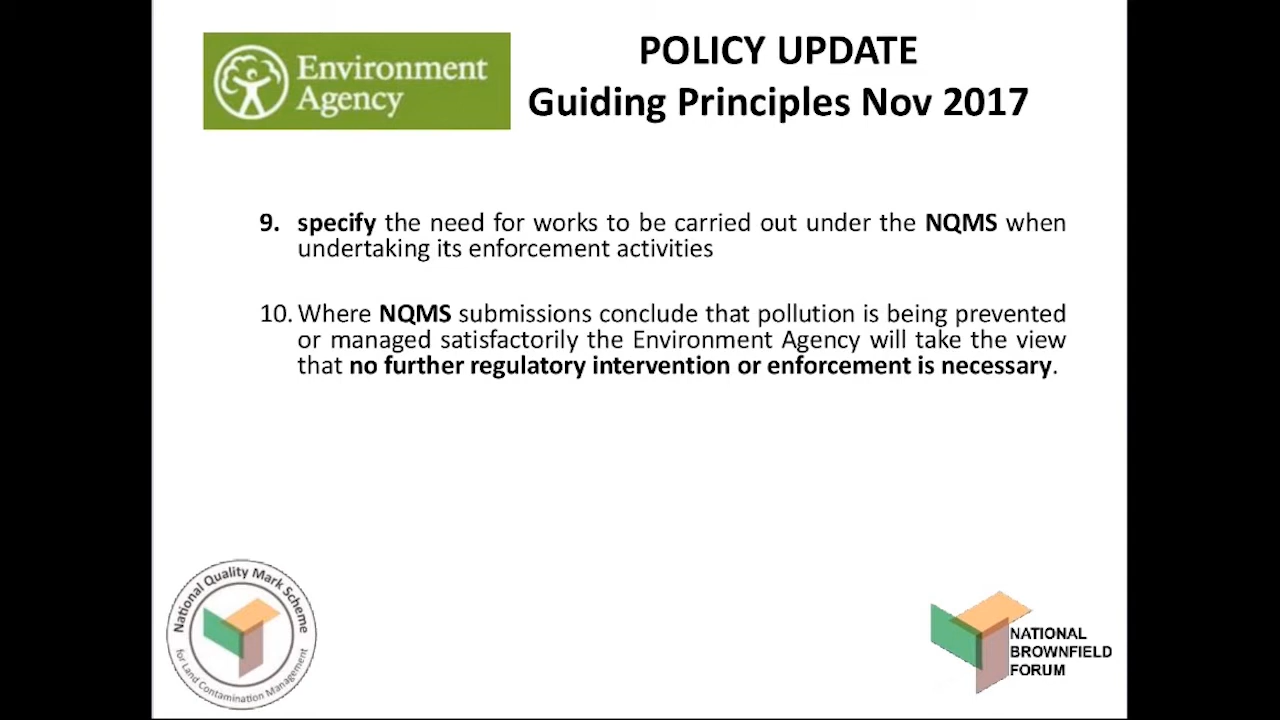 Environment
Agency
POLICY UPDATE
Guiding Principles Nov 2017
9. specify the need for works to be carried out under the NQMS when
undertaking its enforcement activities
10. Where NQMS submissions conclude that pollution is being prevented
or managed satisfactorily the Environment Agency will take the view
that no further regulatory intervention or enforcement is necessary.
National Quality Mark Scheme
for Land Contamination Management
NATIONAL
BROWNFIELD
FORUM